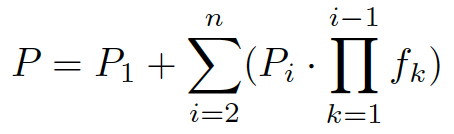 $P = P_1 + \sum_{i=2}^{n} (P_i \cdot \prod_{k=1}^{i-1} f_k)$